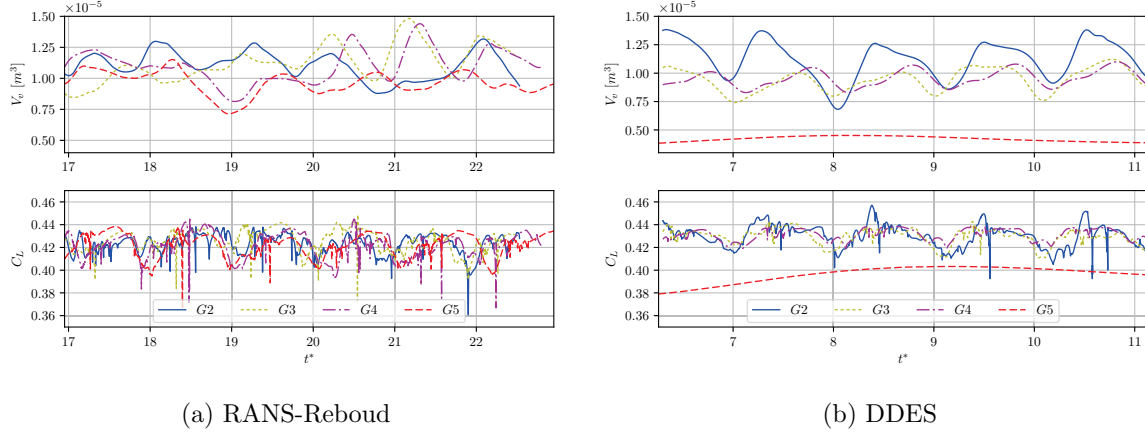 ×10⁻⁵ ×10⁻⁵
1.50 1.50
1.25 1.25
1.00 1.00
0.75 0.75
0.50 0.50
V_v [m³] V_v [m³]
17 18 19 20 21 22 7 8 9 10 11
0.46 0.46
0.44 0.44
0.42 0.42
0.40 0.40
0.38 0.38
0.36 0.36
C_L C_L
G2 G3 G4 G5 G2 G3 G4 G5
17 18 19 20 21 22 7 8 9 10 11
t* t*
(a) RANS-Reboud (b) DDES